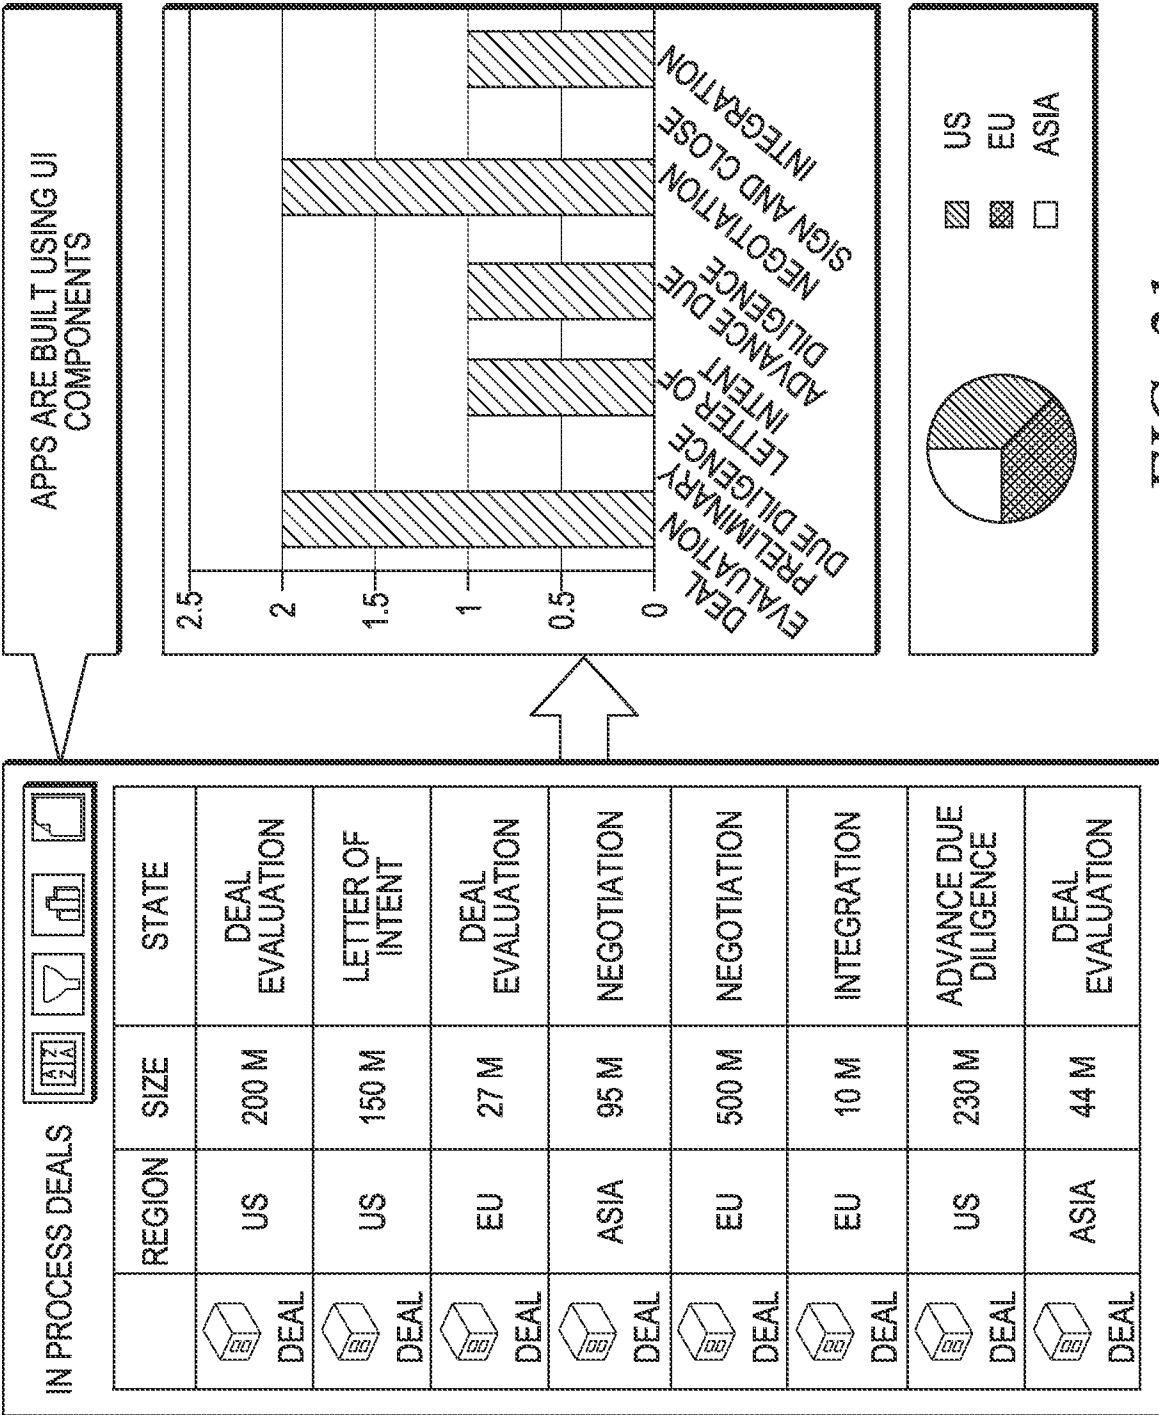 APPS ARE BUILT USING UI
COMPONENTS
IN PROCESS DEALS
A Z
Z A
REGION SIZE STATE
DEAL US 200 M DEAL
EVALUATION
DEAL US 150 M LETTER OF
INTENT
DEAL EU 27 M DEAL
EVALUATION
DEAL ASIA 95 M NEGOTIATION
DEAL EU 500 M NEGOTIATION
DEAL EU 10 M INTEGRATION
DEAL US 230 M ADVANCE DUE
DILIGENCE
DEAL ASIA 44 M DEAL
EVALUATION
2.5
2
1.5
1
0.5
0
DEAL
EVALUATION
PRELIMINARY
DUE DILIGENCE
LETTER OF
INTENT
ADVANCE DUE
DILIGENCE
NEGOTIATION
SIGN AND CLOSE
INTEGRATION
US
EU
ASIA